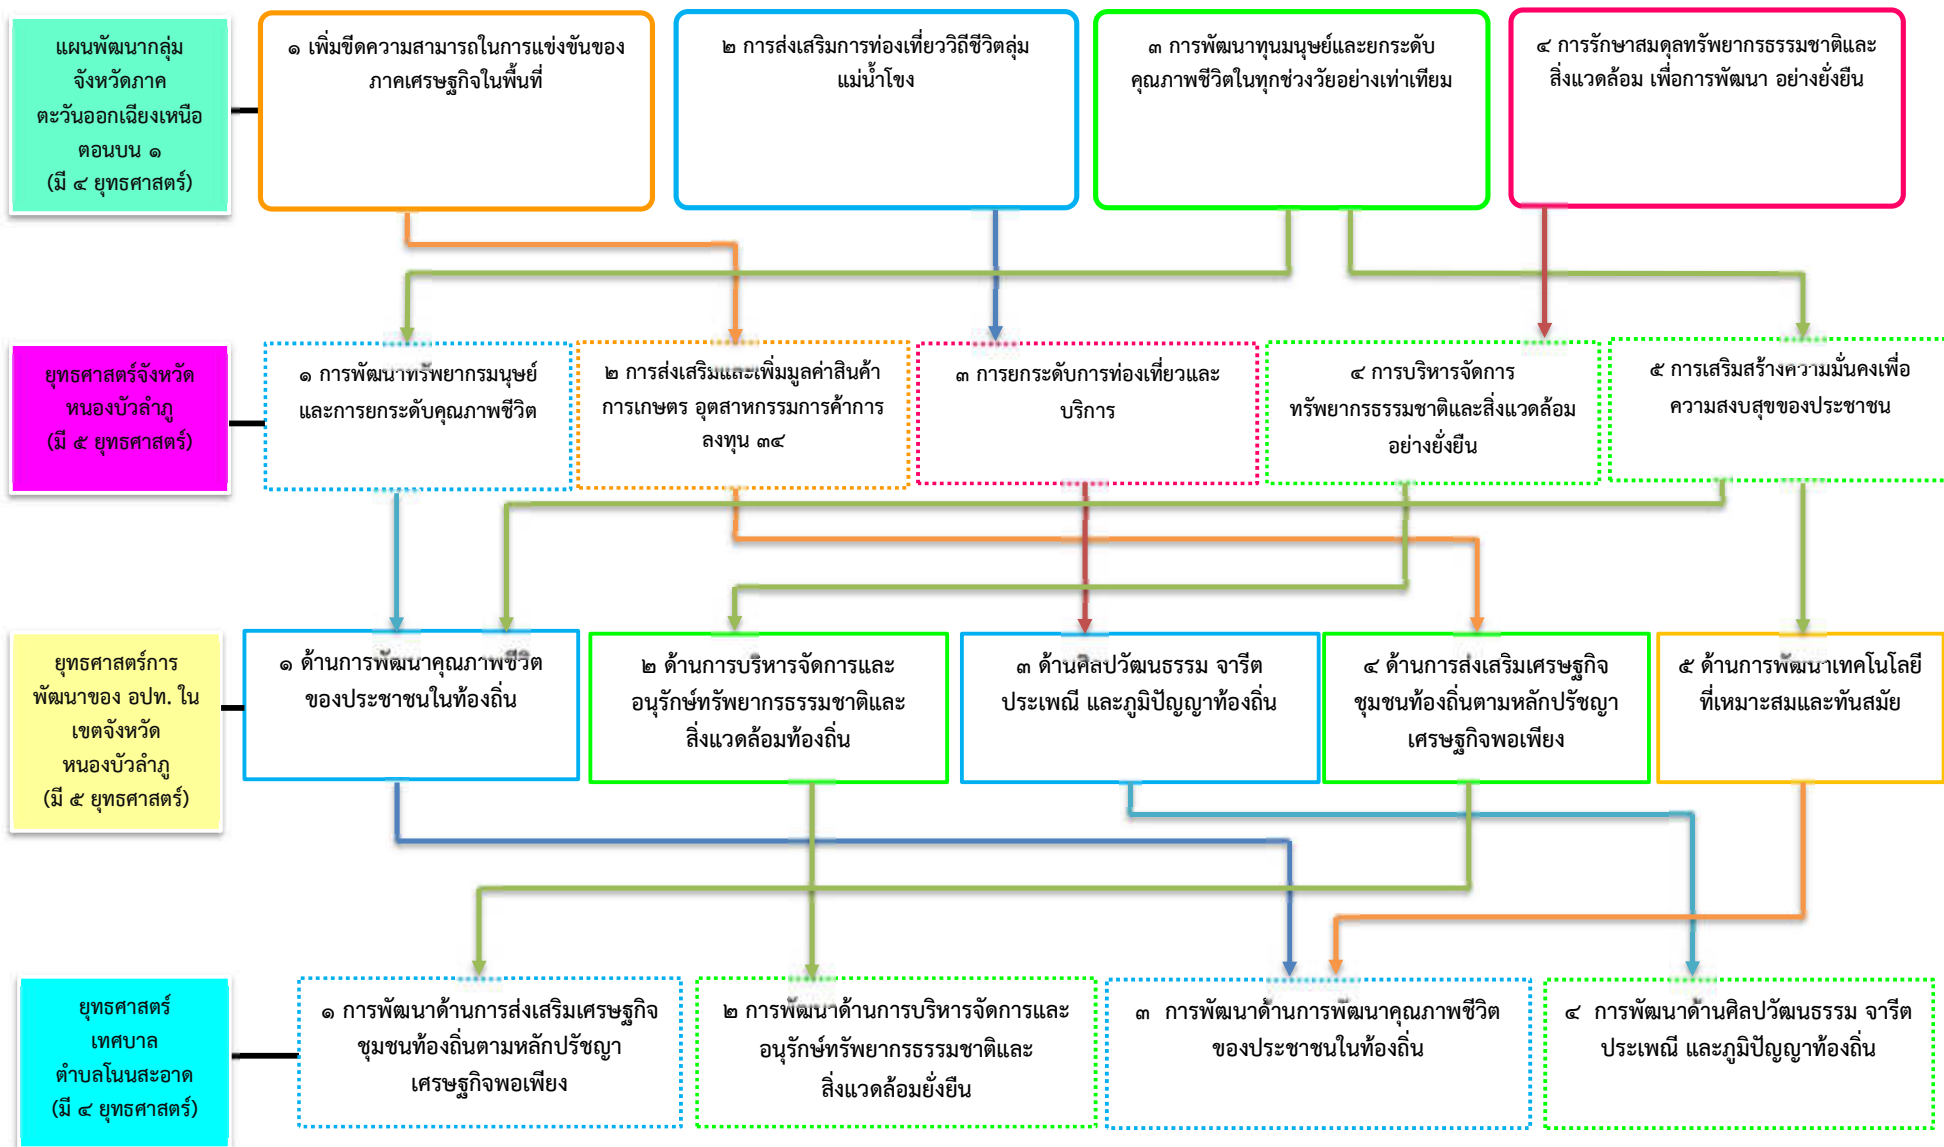 แผนพัฒนากลุ่ม
จังหวัดภาค
ตะวันออกเฉียงเหนือ
ตอนบน ๑
(มี ๔ ยุทธศาสตร์)
๑ เพิ่มขีดความสามารถในการแข่งขันของ
ภาคเศรษฐกิจในพื้นที่
๒ การส่งเสริมการท่องเที่ยววิถีชีวิตลุ่ม
แม่น้ำโขง
๓ การพัฒนาทุนมนุษย์และยกระดับ
คุณภาพชีวิตในทุกช่วงวัยอย่างเท่าเทียม
๔ การรักษาสมดุลทรัพยากรธรรมชาติและ
สิ่งแวดล้อม เพื่อการพัฒนา อย่างยั่งยืน
ยุทธศาสตร์จังหวัด
หนองบัวลำภู
(มี ๕ ยุทธศาสตร์)
๑ การพัฒนาทรัพยากรมนุษย์
และการยกระดับคุณภาพชีวิต
๒ การส่งเสริมและเพิ่มมูลค่าสินค้า
การเกษตร อุตสาหกรรมการค้าการ
ลงทุน ๓๔
๓ การยกระดับการท่องเที่ยวและ
บริการ
๔ การบริหารจัดการ
ทรัพยากรธรรมชาติและสิ่งแวดล้อม
อย่างยั่งยืน
๕ การเสริมสร้างความมั่นคงเพื่อ
ความสงบสุขของประชาชน
ยุทธศาสตร์การ
พัฒนาของ อปท. ใน
เขตจังหวัด
หนองบัวลำภู
(มี ๕ ยุทธศาสตร์)
๑ ด้านการพัฒนาคุณภาพชีวิต
ของประชาชนในท้องถิ่น
๒ ด้านการบริหารจัดการและ
อนุรักษ์ทรัพยากรธรรมชาติและ
สิ่งแวดล้อมท้องถิ่น
๓ ด้านศิลปวัฒนธรรม จารีต
ประเพณี และภูมิปัญญาท้องถิ่น
๔ ด้านการส่งเสริมเศรษฐกิจ
ชุมชนท้องถิ่นตามหลักปรัชญา
เศรษฐกิจพอเพียง
๕ ด้านการพัฒนาเทคโนโลยี
ที่เหมาะสมและทันสมัย
ยุทธศาสตร์
เทศบาล
ตำบลโนนสะอาด
(มี ๔ ยุทธศาสตร์)
๑ การพัฒนาด้านการส่งเสริมเศรษฐกิจ
ชุมชนท้องถิ่นตามหลักปรัชญา
เศรษฐกิจพอเพียง
๒ การพัฒนาด้านการบริหารจัดการและ
อนุรักษ์ทรัพยากรธรรมชาติและ
สิ่งแวดล้อมยั่งยืน
๓ การพัฒนาด้านการพัฒนาคุณภาพชีวิต
ของประชาชนในท้องถิ่น
๔ การพัฒนาด้านศิลปวัฒนธรรม จารีต
ประเพณี และภูมิปัญญาท้องถิ่น